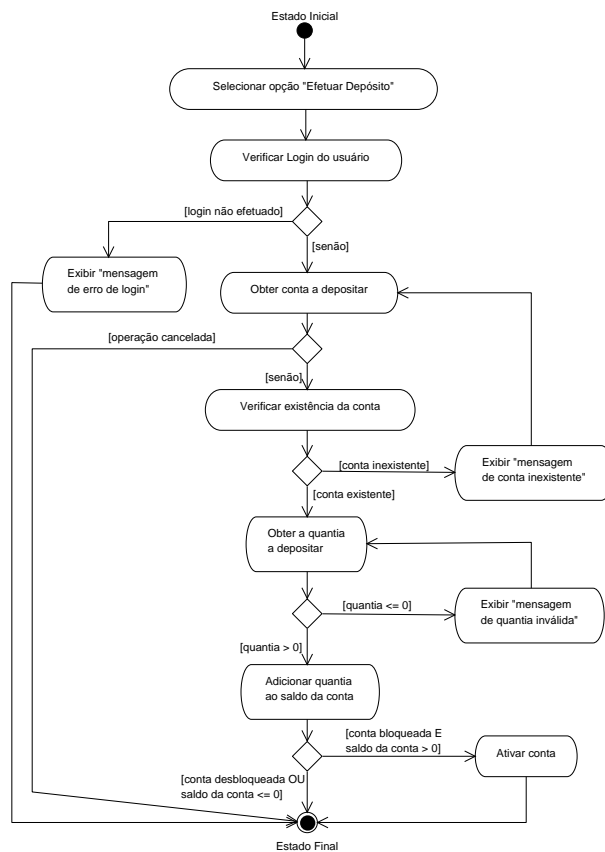 Estado Inicial
Selecionar opção "Efetuar Depósito"
Verificar Login do usuário
[login não efetuado]
[senão]
Exibir "mensagem
de erro de login"
Obter conta a depositar
[operação cancelada]
[senão]
Verificar existência da conta
[conta inexistente]
Exibir "mensagem
de conta inexistente"
[conta existente]
Obter a quantia
a depositar
[quantia <= 0]
Exibir "mensagem
de quantia inválida"
[quantia > 0]
Adicionar quantia
ao saldo da conta
[conta bloqueada E
saldo da conta > 0]
Ativar conta
[conta desbloqueada OU
saldo da conta <= 0]
Estado Final